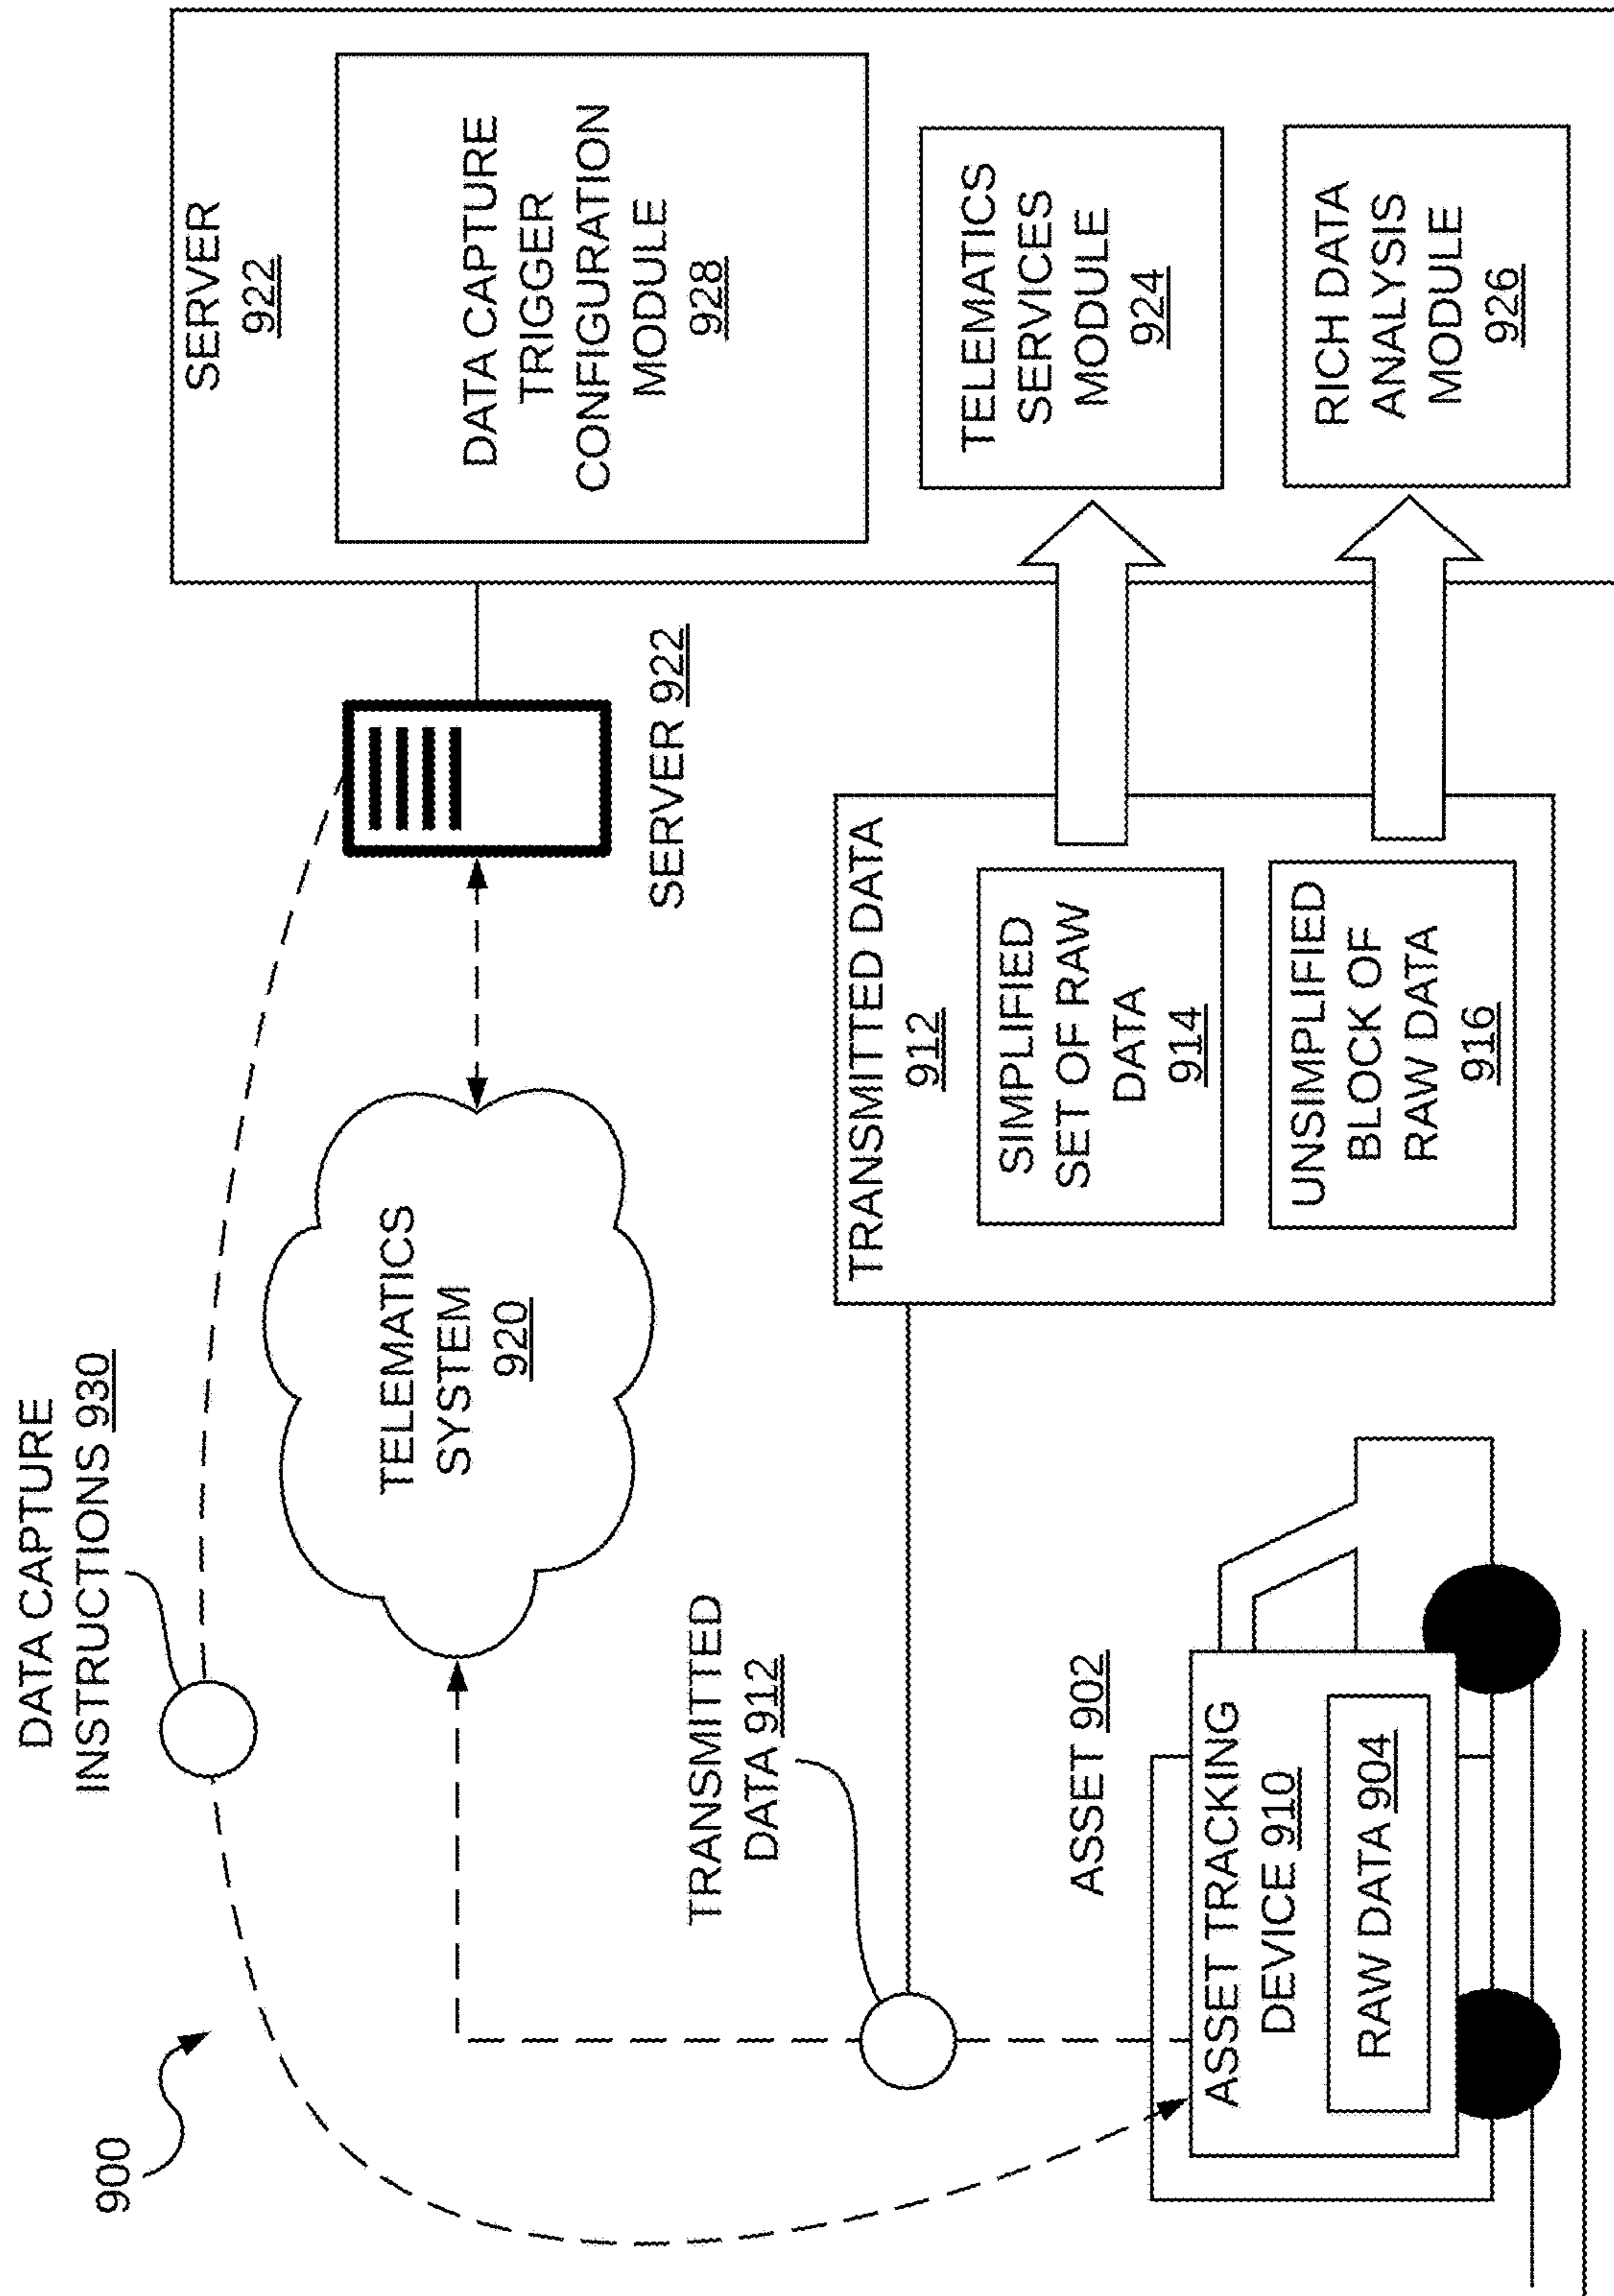 900
DATA CAPTURE
INSTRUCTIONS 930
TELEMATICS
SYSTEM
920
SERVER 922
SERVER
922
DATA CAPTURE
TRIGGER
CONFIGURATION
MODULE
928
TRANSMITTED
DATA 912
TRANSMITTED DATA
912
SIMPLIFIED
SET OF RAW
DATA
914
UNSIMPLIFIED
BLOCK OF
RAW DATA
916
TELEMATICS
SERVICES
MODULE
924
RICH DATA
ANALYSIS
MODULE
926
ASSET 902
ASSET TRACKING
DEVICE 910
RAW DATA 904